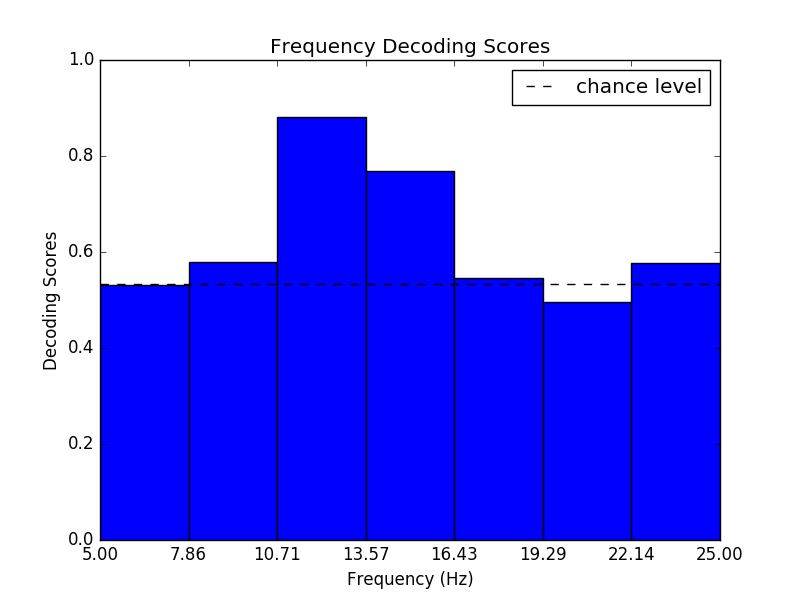 Frequency Decoding Scores
chance level
1.0
0.8
0.6
0.4
0.2
0.0
Decoding Scores
5.00 7.86 10.71 13.57 16.43 19.29 22.14 25.00
Frequency (Hz)